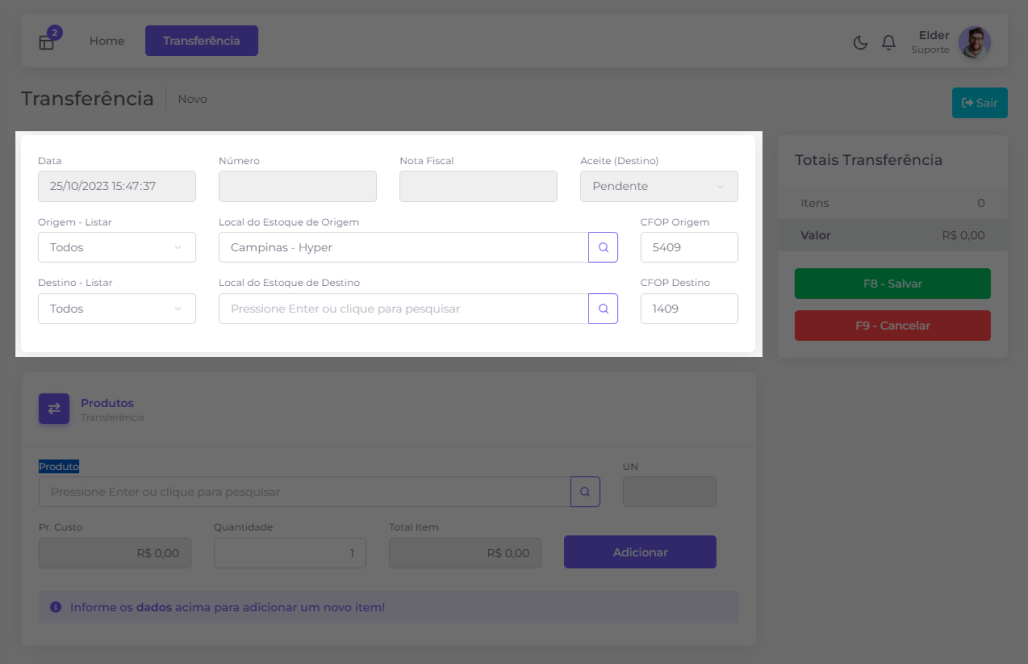 2
Home
Transferência
Elder
Suporte
Transferência
Novo
Sair
Data
Número
Nota Fiscal
Aceite (Destino)
25/10/2023 15:47:37
Pendente
Origem - Listar
Local do Estoque de Origem
CFOP Origem
Todos
Campinas - Hyper
5409
Destino - Listar
Local do Estoque de Destino
CFOP Destino
Todos
Pressione Enter ou clique para pesquisar
1409
Totais Transferência
Itens 0
Valor R$ 0,00
F8 - Salvar
F9 - Cancelar
Produtos
Transferência
Produto
UN
Pressione Enter ou clique para pesquisar
Pr. Custo
Quantidade
Total Item
R$ 0,00
1
R$ 0,00
Adicionar
Informe os dados acima para adicionar um novo item!